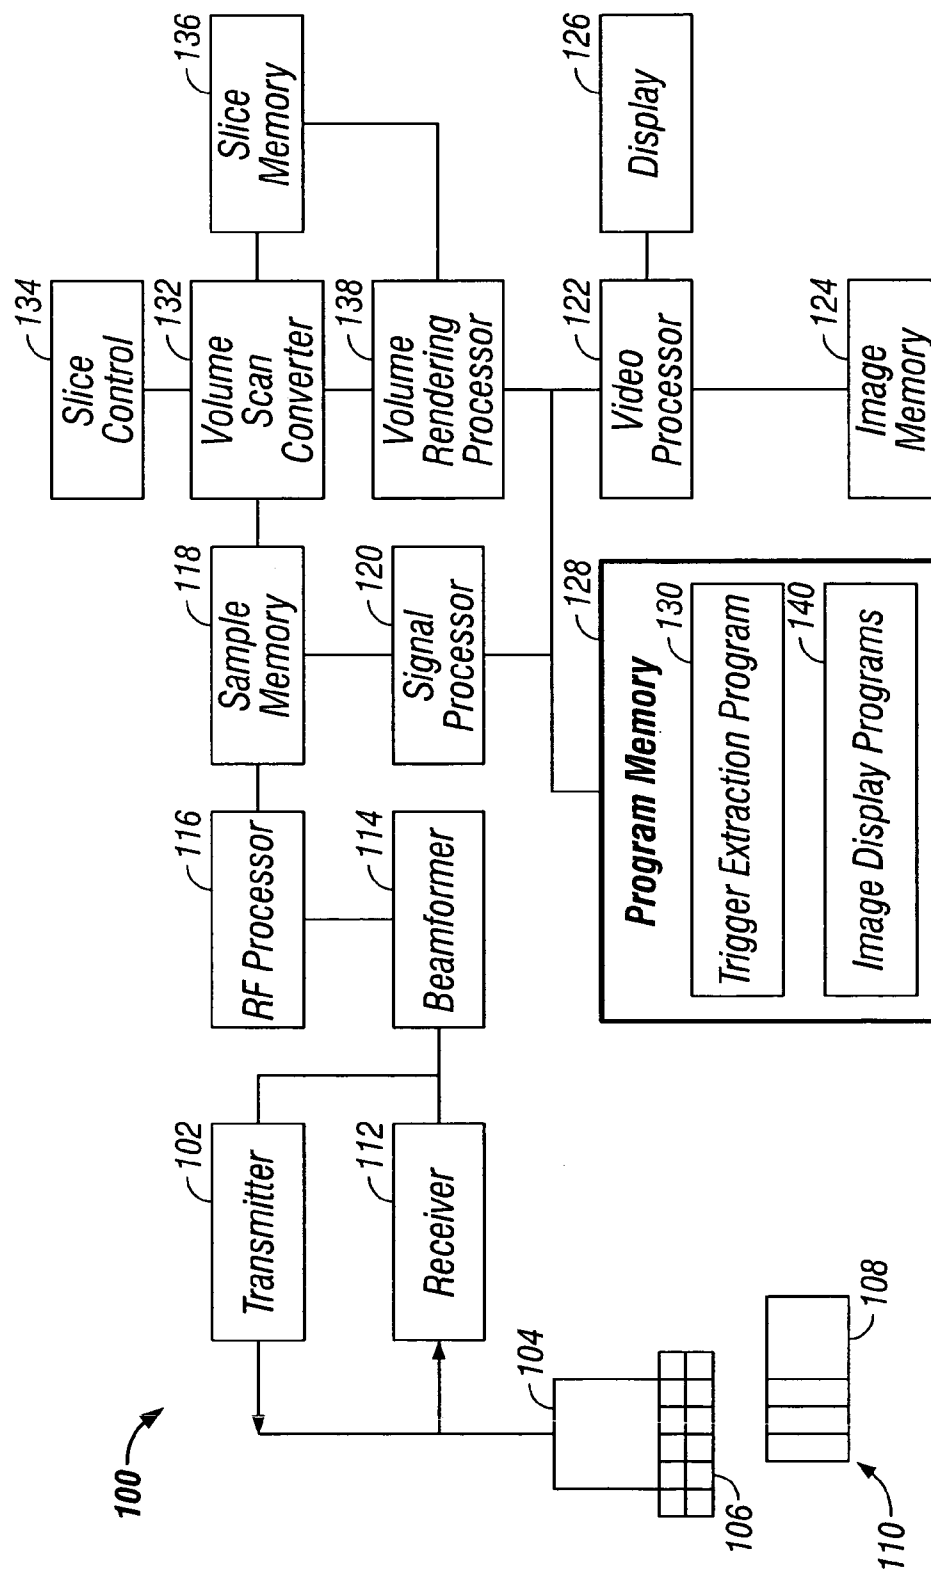 100
102
Transmitter
112
Receiver
104
106
108
110
116
RF Processor
114
Beamformer
118
Sample
Memory
120
Signal
Processor
134
Slice
Control
132
Volume
Scan
Converter
138
Volume
Rendering
Processor
136
Slice
Memory
122
Video
Processor
126
Display
124
Image
Memory
128
Program Memory
130
Trigger Extraction Program
140
Image Display Programs